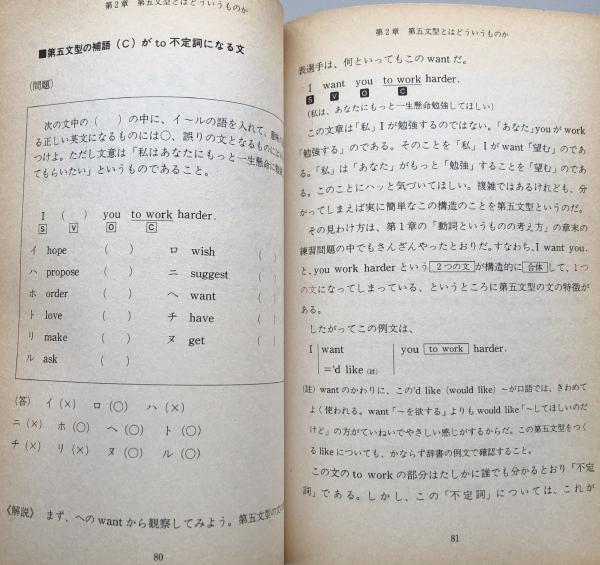 第2章 第五文型とはどういうものか
■第五文型の補語（C）がto不定詞になる文
（問題）
次の文中の（　）の中に、イ～ルの語を入れて、意味の
る正しい英文になるものには○、誤りの文となるものには
つけよ。ただし文意は「私はあなたにもっと一生懸命に勉強
てもらいたい」というものであること。
I （　） you to work harder.
S V O C
イ hope （　） ロ wish （　）
ハ propose （　） ニ suggest （　）
ホ order （　） ヘ want （　）
ト love （　） チ have （　）
リ make （　） ヌ get （　）
ル ask （　）
（答） イ（×） ロ（○） ハ（×）
ニ（×） ホ（○） ヘ（○） ト（○）
チ（×） リ（×） ヌ（○） ル（○）
《解説》 まず、ヘのwantから観察してみよう。第五文型の
80
第2章 第五文型とはどういうものか
表選手は、何といってもこのwantだ。
I want you to work harder.
S V O C
（私は、あなたにもっと一生懸命勉強してほしい）
この文章は「私」Iが勉強するのではない。「あなた」youがwork
「勉強する」のである。そのことを「私」Iがwant「望む」のであ
る。「私」は「あなた」がもっと「勉強」することを「望む」のであ
る。このことにハッと気づいてほしい。複雑ではあるけれども、分
かってしまえば実に簡単なこの構造のことを第五文型というのだ。
その見わけ方は、第1章の「動詞というものの考え方」の章末の
練習問題の中でもさんざんやったとおりだ。すなわち、I want you.
と、you work harderという2つの文が構造的に合体して、1つ
の文になってしまっている、というところに第五文型の文の特徴が
ある。
したがってこの例文は、
I want you to work harder.
='d like（註）
（註）wantのかわりに、この'd like（would like）～が口語では、きわめて
よく使われる。want「～を欲する」よりもwould like「～してほしいのだ
けど」の方がていねいでやさしい感じがするからだ。この第五文型をつく
るlikeについても、かならず辞書の例文で確認すること。
この文のto workの部分はたしかに誰でも分かるとおり「不定
詞」である。しかし、この「不定詞」については、これが
81